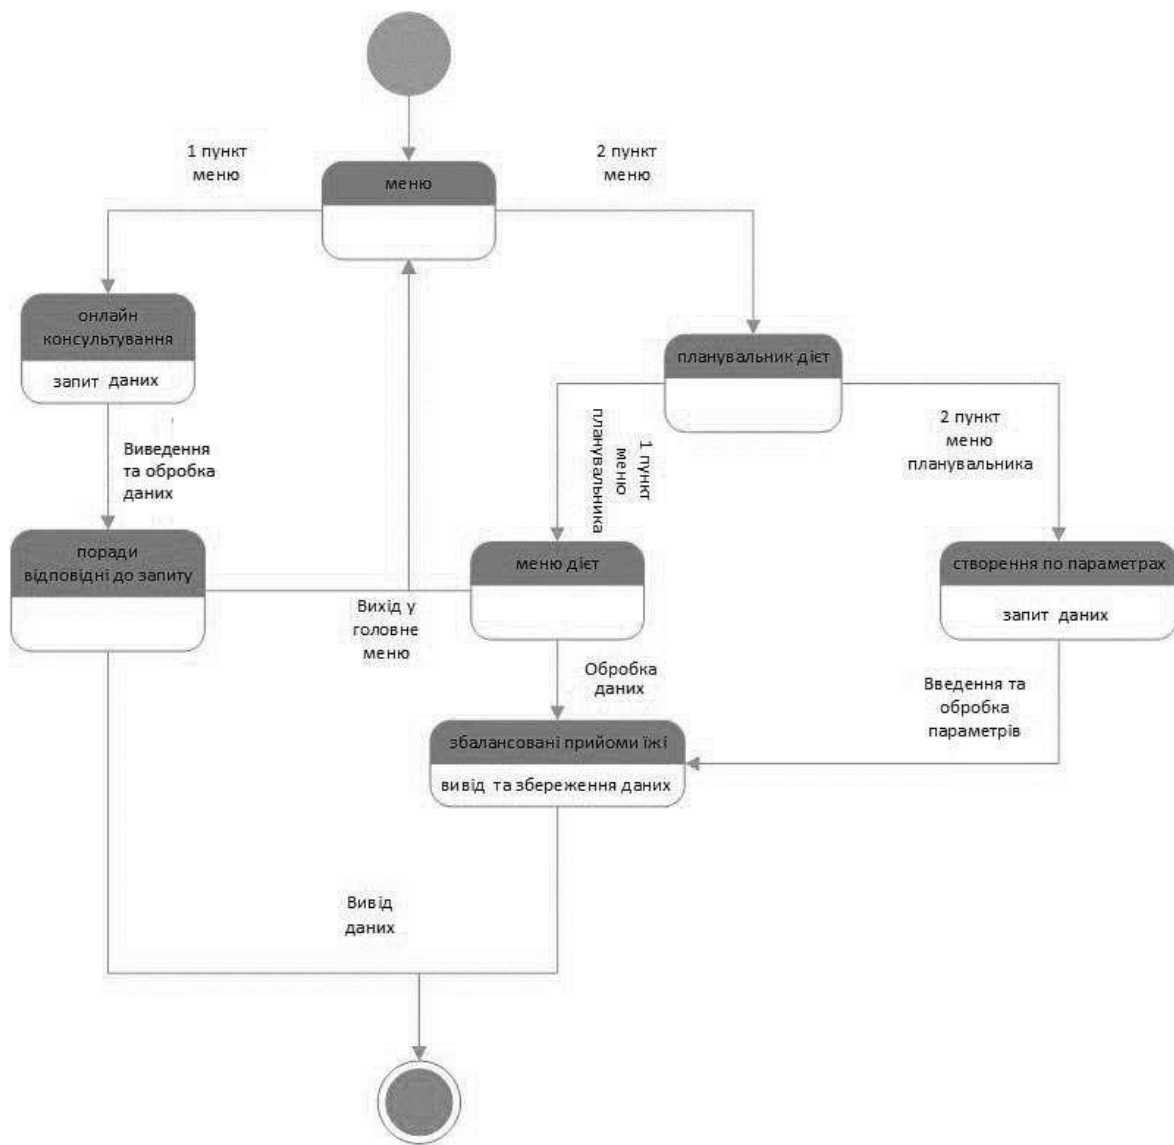 1 пункт
меню
2 пункт
меню
меню
онлайн
консультування
запит даних
планувальник дієт
Виведення
та обробка
даних
1 пункт
меню
планувальника
2 пункт
меню
планувальника
поради
відповідні до запиту
меню дієт
створення по параметрах
запит даних
Вихід у
головне
меню
Обробка
даних
Введення та
обробка
параметрів
збалансовані прийоми їжі
вивід та збереження даних
Вивід
даних